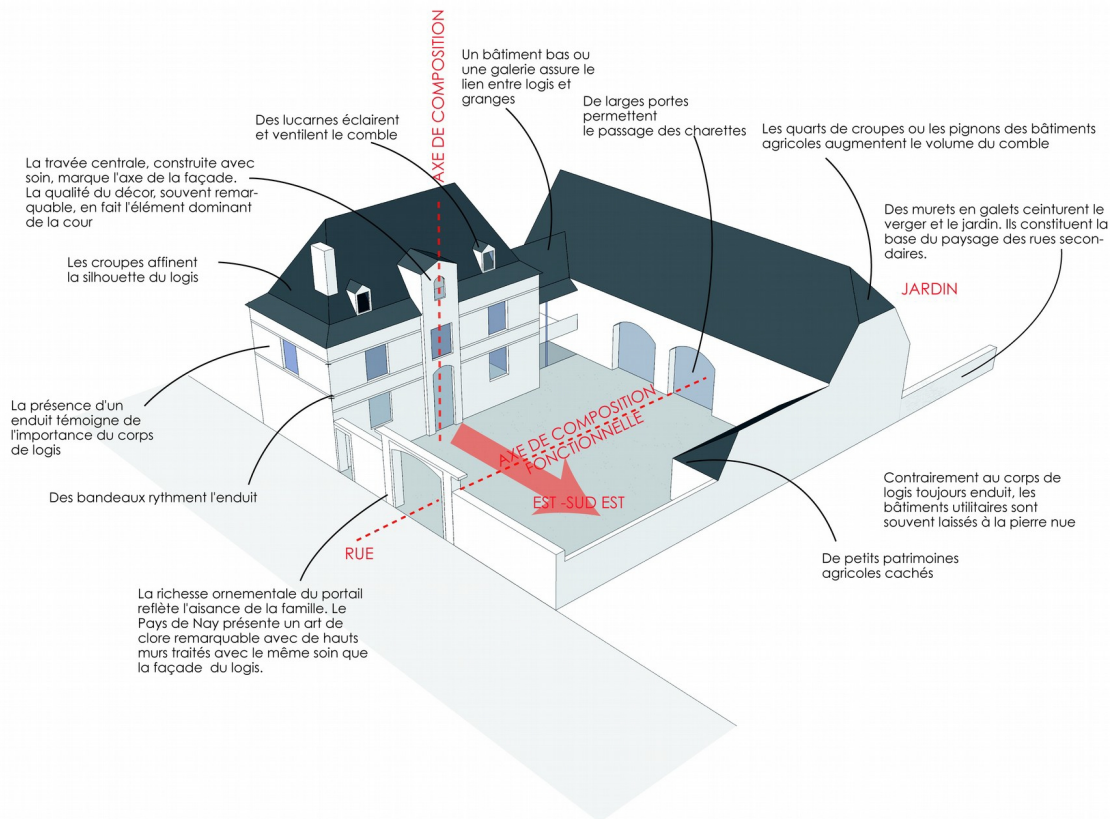 AXE DE COMPOSITION
Un bâtiment bas ou
une galerie assure le
lien entre logis et
granges
De larges portes
permettent
le passage des charettes
Des lucarnes éclairent
et ventilent le comble
Les quarts de croupes ou les pignons des bâtiments
agricoles augmentent le volume du comble
La travée centrale, construite avec
soin, marque l'axe de la façade.
La qualité du décor, souvent remar-
quable, en fait l'élément dominant
de la cour
Des murets en galets ceinturent le
verger et le jardin. Ils constituent la
base du paysage des rues secon-
daires.
Les croupes affinent
la silhouette du logis
JARDIN
La présence d'un
enduit témoigne de
l'importance du corps
de logis
AXE DE COMPOSITION
FONCTIONNELLE
Des bandeaux rythment l'enduit
EST -SUD EST
Contrairement au corps de
logis toujours enduit, les
bâtiments utilitaires sont
souvent laissés à la pierre nue
RUE
De petits patrimoines
agricoles cachés
La richesse ornementale du portail
reflète l'aisance de la famille. Le
Pays de Nay présente un art de
clore remarquable avec de hauts
murs traités avec le même soin que
la façade du logis.